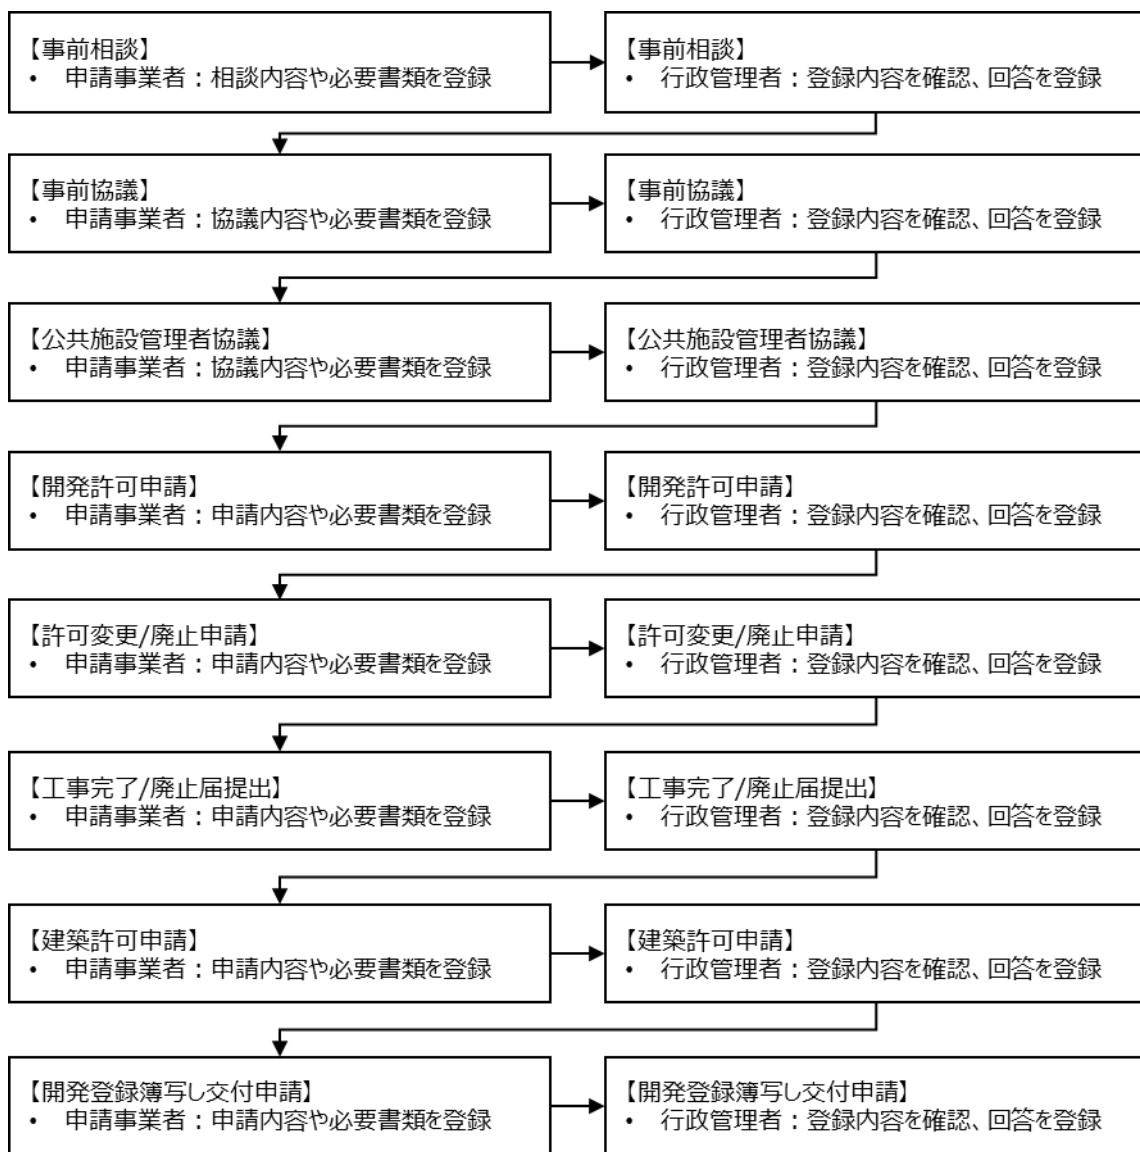 【事前相談】
• 申請事業者：相談内容や必要書類を登録
【事前相談】
• 行政管理者：登録内容を確認、回答を登録
【事前協議】
• 申請事業者：協議内容や必要書類を登録
【事前協議】
• 行政管理者：登録内容を確認、回答を登録
【公共施設管理者協議】
• 申請事業者：協議内容や必要書類を登録
【公共施設管理者協議】
• 行政管理者：登録内容を確認、回答を登録
【開発許可申請】
• 申請事業者：申請内容や必要書類を登録
【開発許可申請】
• 行政管理者：登録内容を確認、回答を登録
【許可変更/廃止申請】
• 申請事業者：申請内容や必要書類を登録
【許可変更/廃止申請】
• 行政管理者：登録内容を確認、回答を登録
【工事完了/廃止届提出】
• 申請事業者：申請内容や必要書類を登録
【工事完了/廃止届提出】
• 行政管理者：登録内容を確認、回答を登録
【建築許可申請】
• 申請事業者：申請内容や必要書類を登録
【建築許可申請】
• 行政管理者：登録内容を確認、回答を登録
【開発登録簿写し交付申請】
• 申請事業者：申請内容や必要書類を登録
【開発登録簿写し交付申請】
• 行政管理者：登録内容を確認、回答を登録